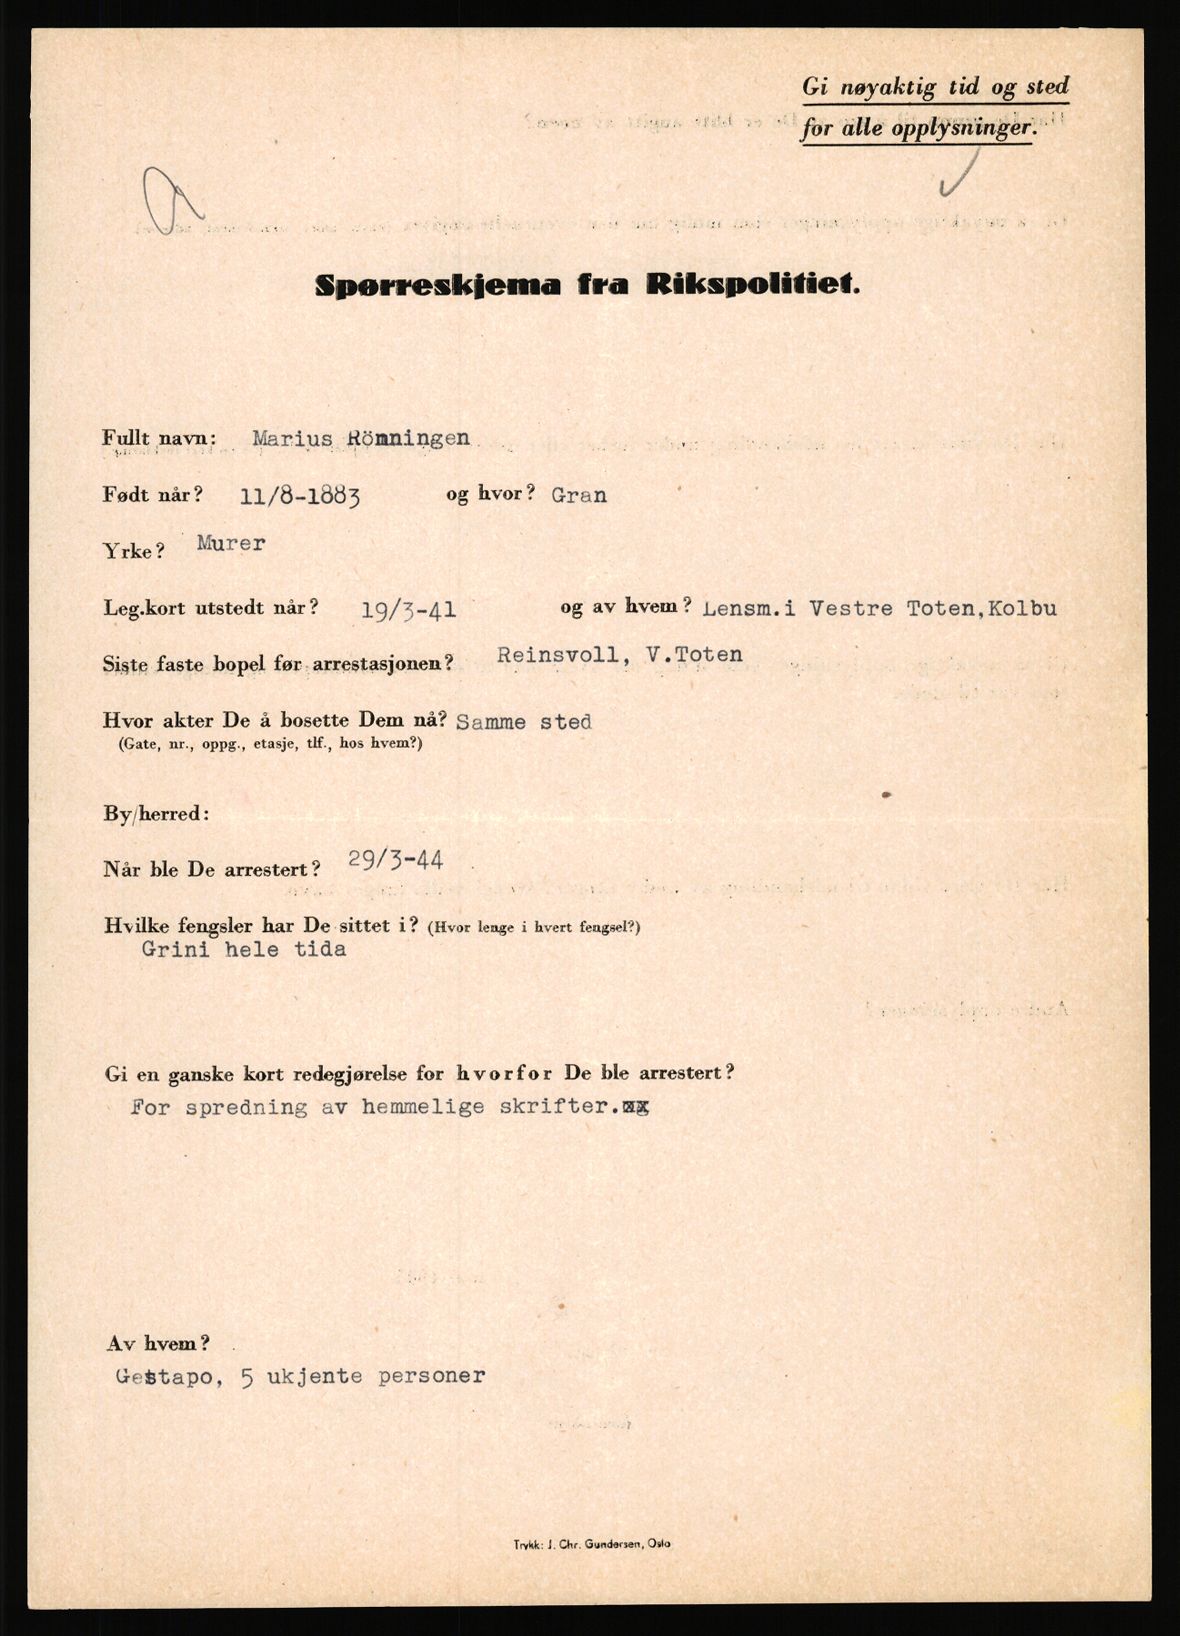 Gi nøyaktig tid og sted
for alle opplysninger.
Spørreskjema fra Rikspolitiet.
Fullt navn: Marius Rönningen
Født når? 11/8-1883 og hvor? Gran
Yrke? Murer
Leg.kort utstedt når? 19/3-41 og av hvem? Lensm.i Vestre Toten,Kolbu
Siste faste bopel før arrestasjonen? Reinsvoll, V.Toten
Hvor akter De å bosette Dem nå? Samme sted
(Gate, nr., oppg., etasje, tlf., hos hvem?)
By/herred:
Når ble De arrestert? 29/3-44
Hvilke fengsler har De sittet i? (Hvor lenge i hvert fengsel?)
Grini hele tida
Gi en ganske kort redegjørelse for hvorfor De ble arrestert?
For spredning av hemmelige skrifter.
Av hvem?
Gestapo, 5 ukjente personer
Trykk: J. Chr. Gundersen, Oslo